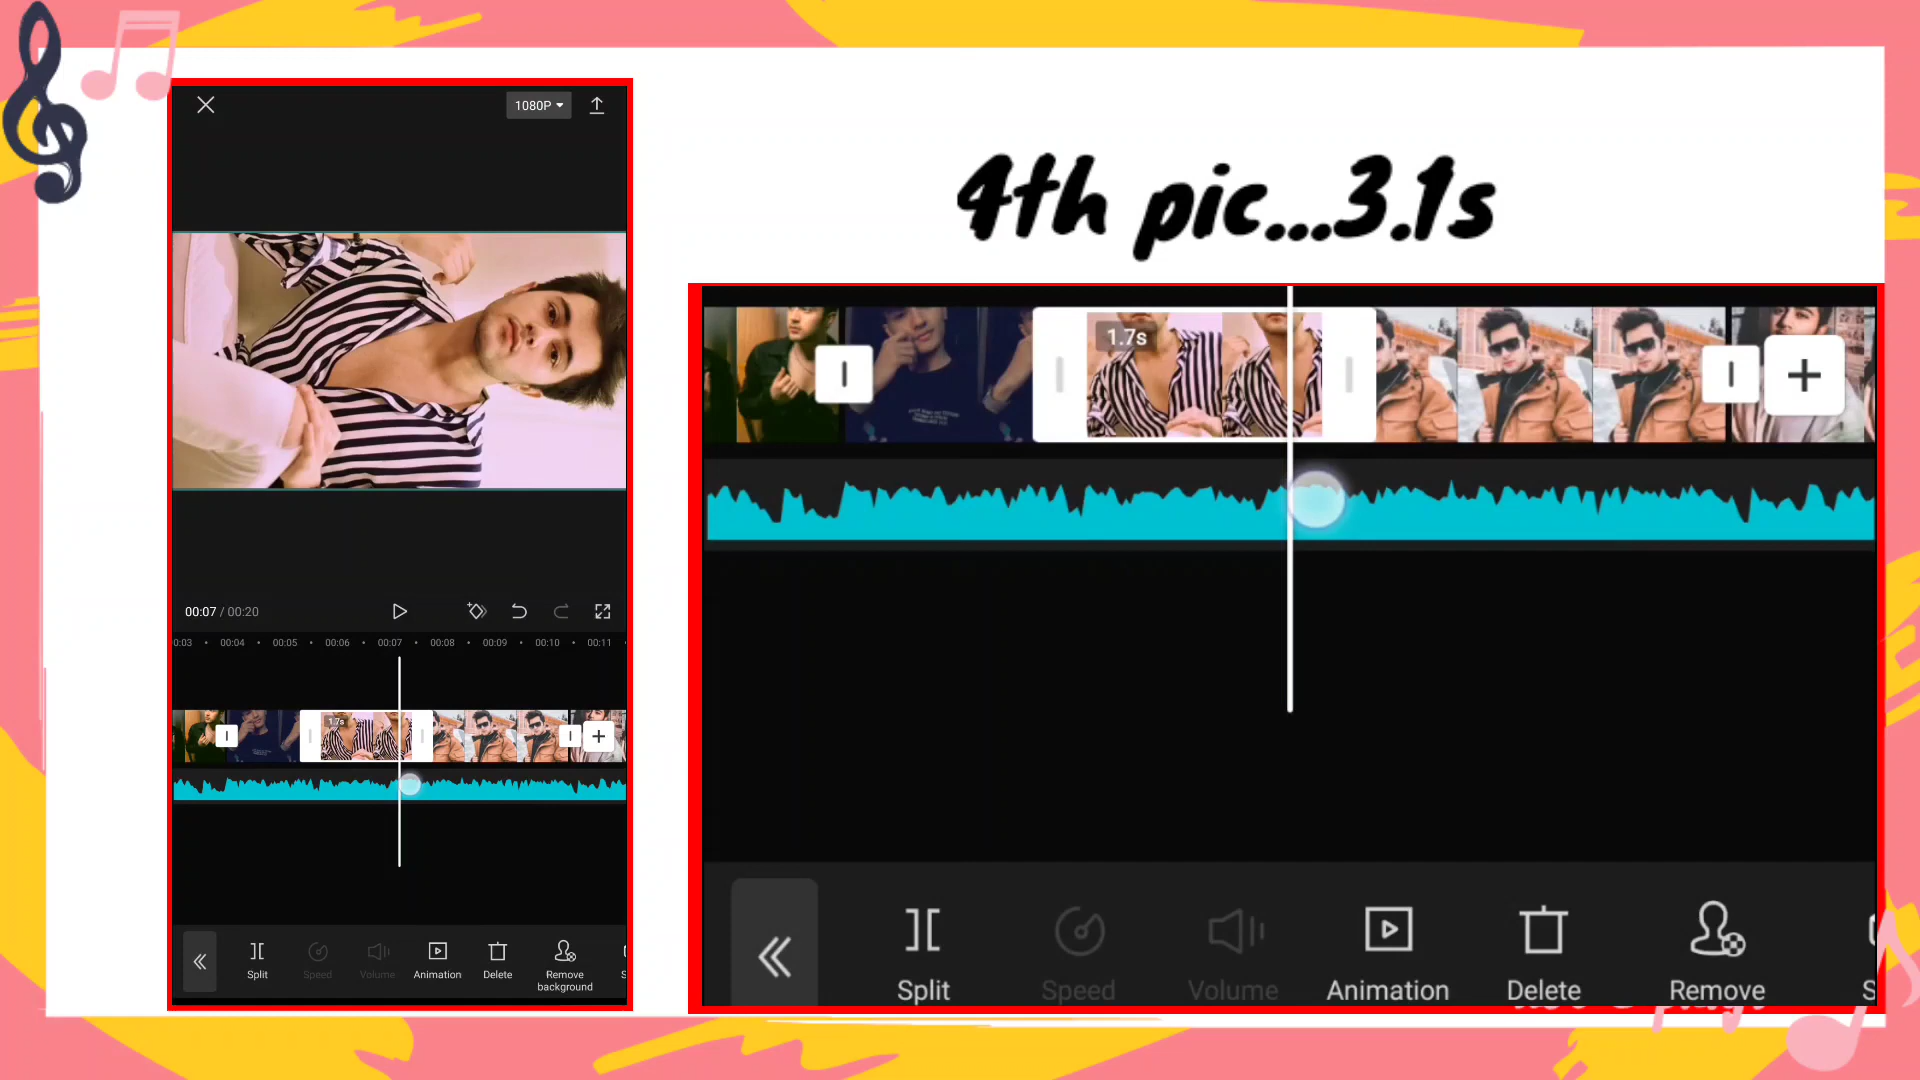 1080P
4th pic...3.1s
1.7s
00:07 / 00:20
0:03 00:04 00:05 00:06 00:07 00:08 00:09 00:10 00:11
1.7s
Split
Speed
Volume
Animation
Delete
Remove
background
S
Split
Speed
Volume
Animation
Delete
Remove
S